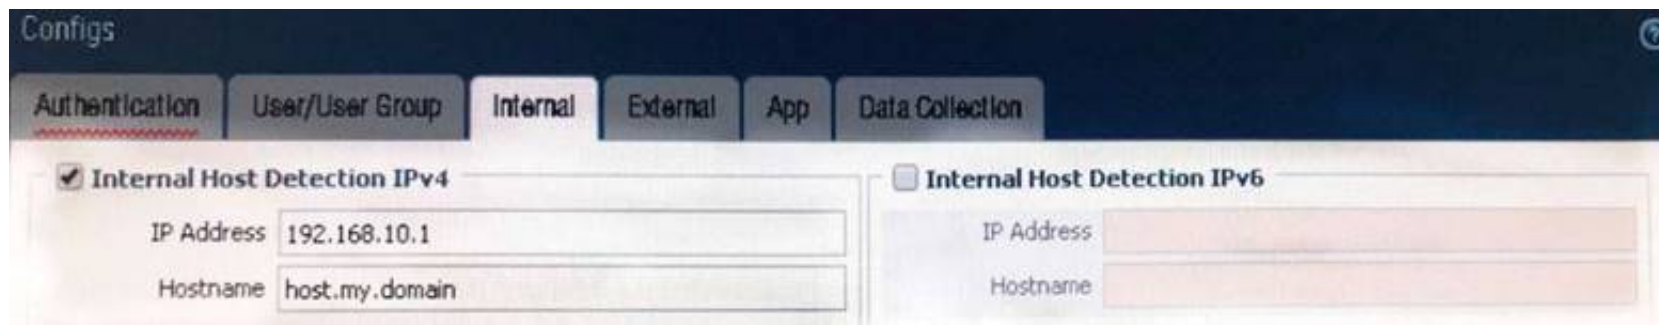 Configs
Authentication User/User Group Internal External App Data Collection
Internal Host Detection IPv4 Internal Host Detection IPv6
IP Address 192.168.10.1 IP Address
Hostname host.my.domain Hostname